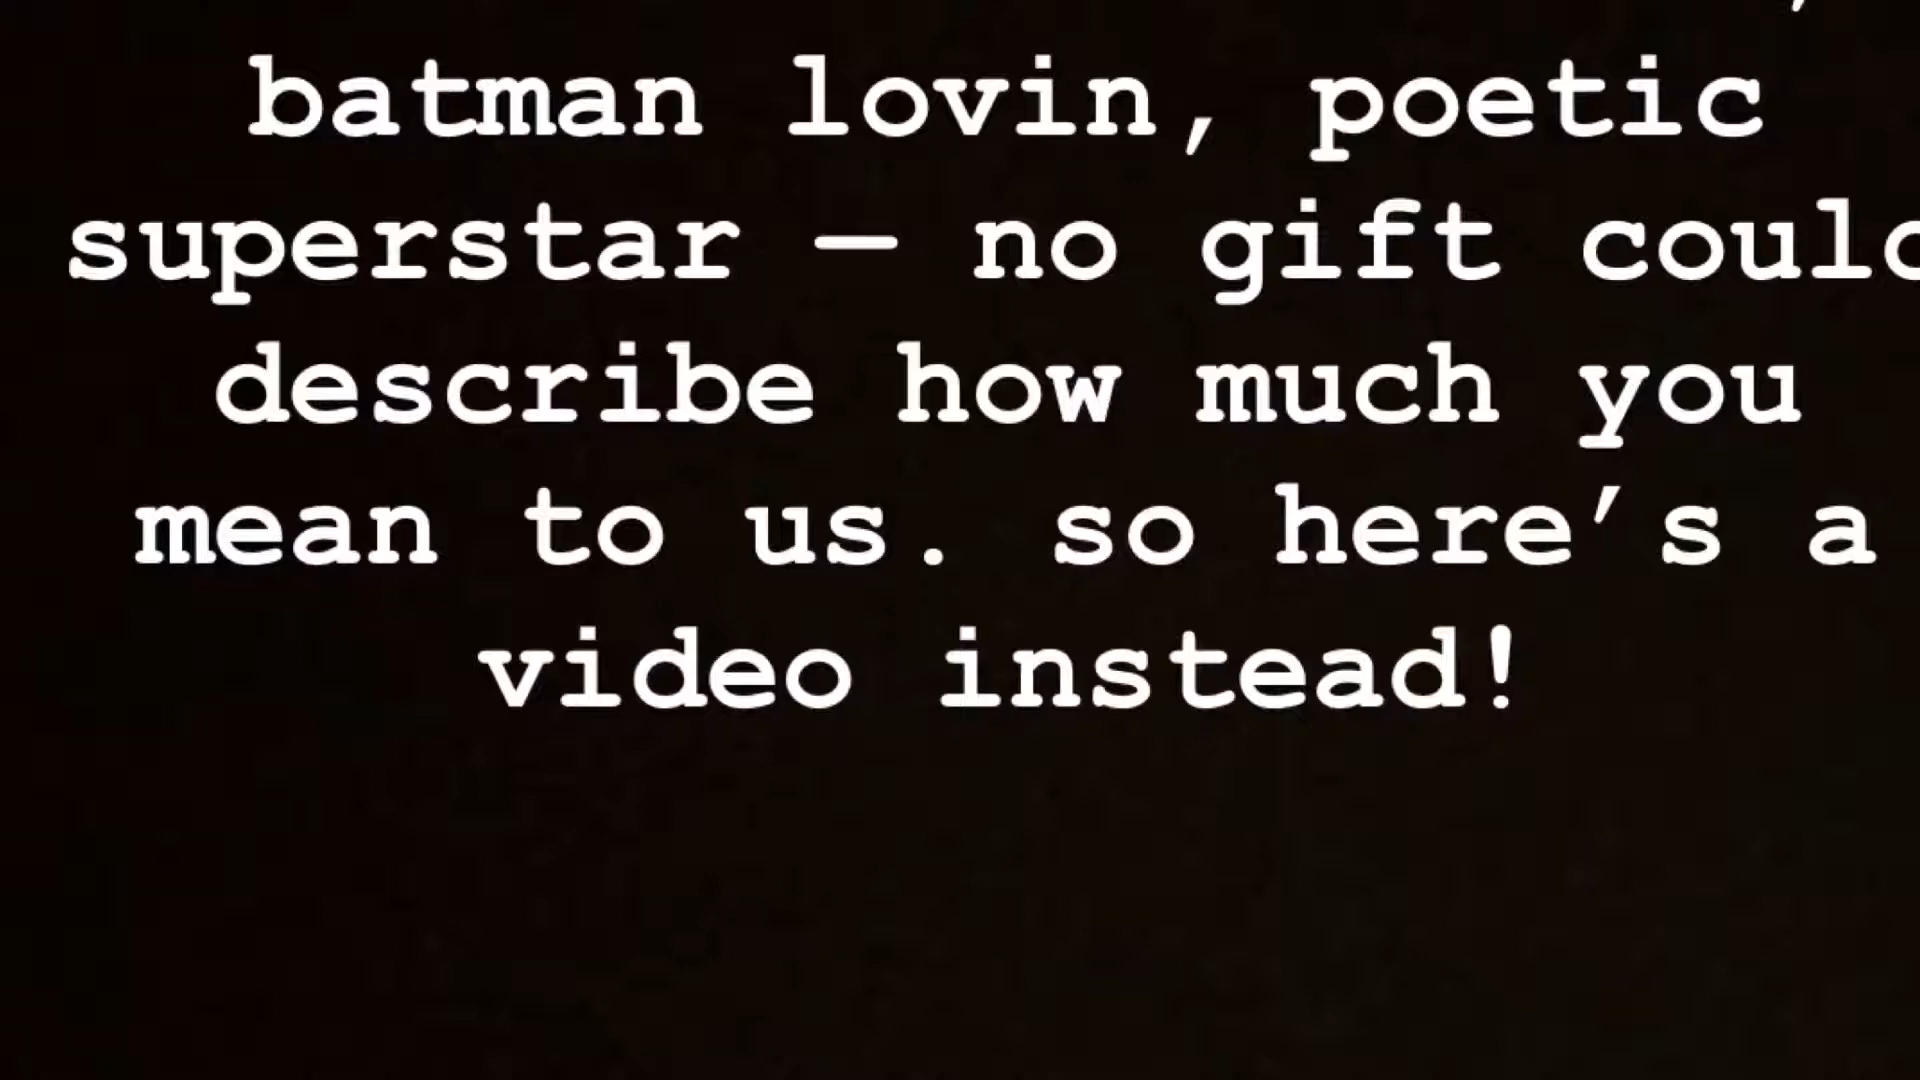 batman lovin, poetic
superstar — no gift could
describe how much you
mean to us. so here’s a
video instead!